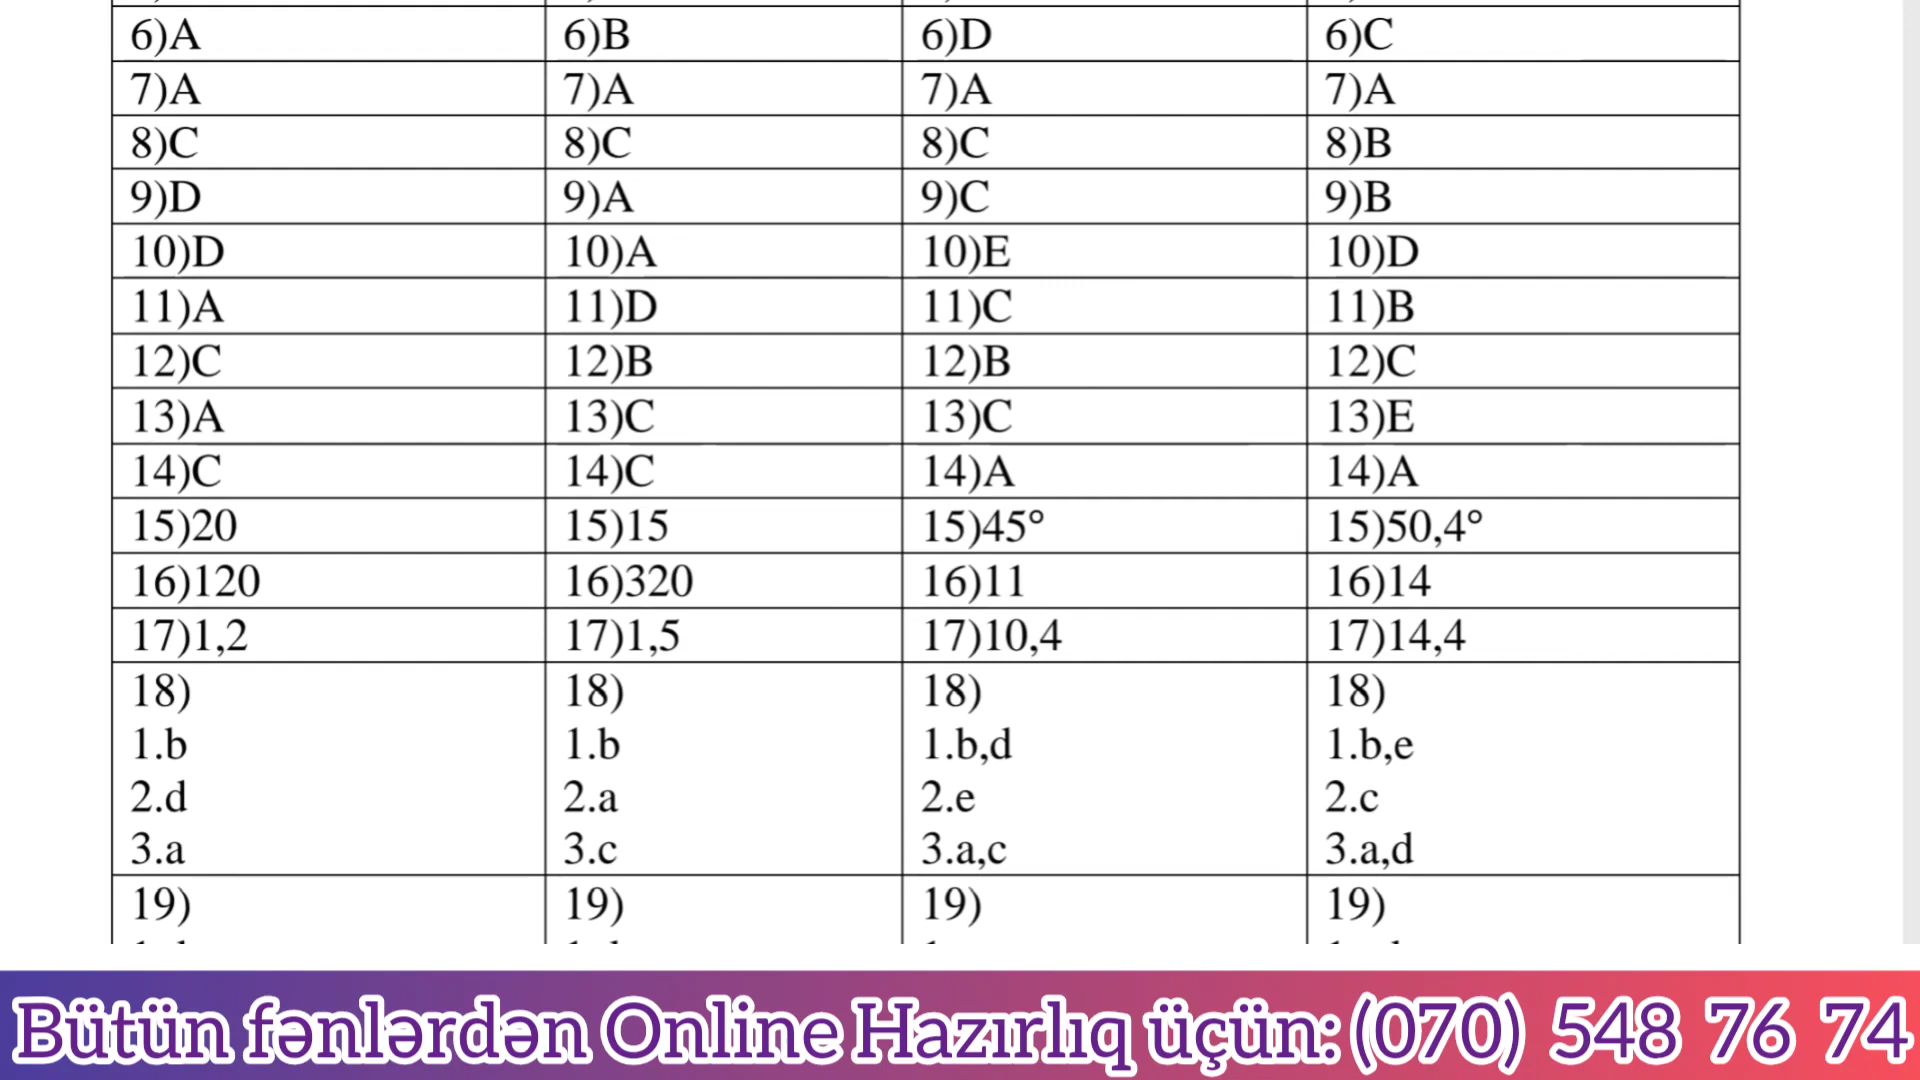 6)A 6)B 6)D 6)C
7)A 7)A 7)A 7)A
8)C 8)C 8)C 8)B
9)D 9)A 9)C 9)B
10)D 10)A 10)E 10)D
11)A 11)D 11)C 11)B
12)C 12)B 12)B 12)C
13)A 13)C 13)C 13)E
14)C 14)C 14)A 14)A
15)20 15)15 15)45° 15)50,4°
16)120 16)320 16)11 16)14
17)1,2 17)1,5 17)10,4 17)14,4
18) 18) 18) 18)
1.b 1.b 1.b,d 1.b,e
2.d 2.a 2.e 2.c
3.a 3.c 3.a,c 3.a,d
19) 19) 19) 19)
Bütün fənlərdən Online Hazırlıq üçün: (070) 548 76 74